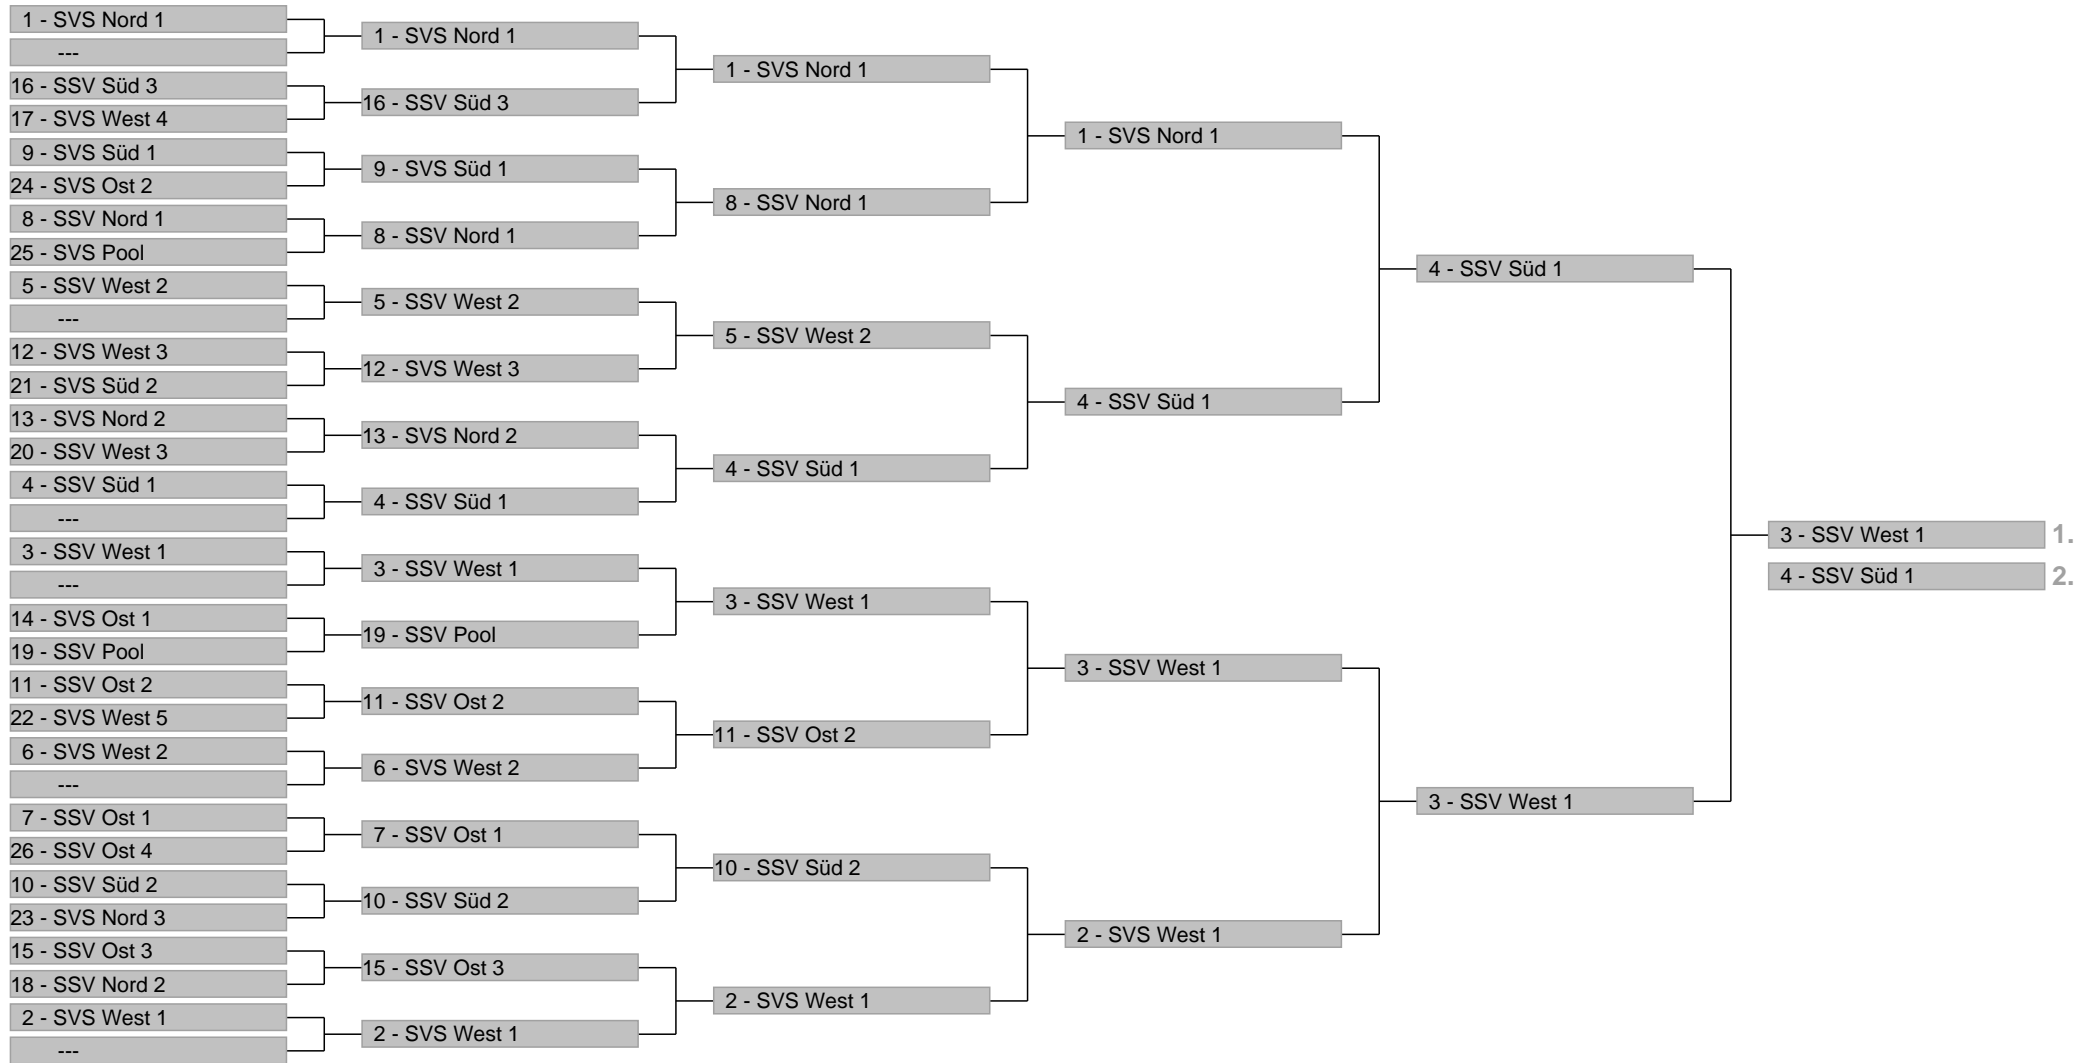 1 - SVS Nord 1
---
16 - SSV Süd 3
17 - SVS West 4
9 - SVS Süd 1
24 - SVS Ost 2
8 - SSV Nord 1
25 - SVS Pool
5 - SSV West 2
---
12 - SVS West 3
21 - SVS Süd 2
13 - SVS Nord 2
20 - SSV West 3
4 - SSV Süd 1
---
3 - SSV West 1
---
14 - SVS Ost 1
19 - SSV Pool
11 - SSV Ost 2
22 - SVS West 5
6 - SVS West 2
---
7 - SSV Ost 1
26 - SSV Ost 4
10 - SSV Süd 2
23 - SVS Nord 3
15 - SSV Ost 3
18 - SSV Nord 2
2 - SVS West 1
---
1 - SVS Nord 1
16 - SSV Süd 3
9 - SVS Süd 1
8 - SSV Nord 1
5 - SSV West 2
12 - SVS West 3
13 - SVS Nord 2
4 - SSV Süd 1
3 - SSV West 1
19 - SSV Pool
11 - SSV Ost 2
6 - SVS West 2
7 - SSV Ost 1
10 - SSV Süd 2
15 - SSV Ost 3
2 - SVS West 1
1 - SVS Nord 1
8 - SSV Nord 1
5 - SSV West 2
4 - SSV Süd 1
3 - SSV West 1
11 - SSV Ost 2
10 - SSV Süd 2
2 - SVS West 1
1 - SVS Nord 1
4 - SSV Süd 1
3 - SSV West 1
2 - SVS West 1
4 - SSV Süd 1
3 - SSV West 1
3 - SSV West 1 1.
4 - SSV Süd 1 2.